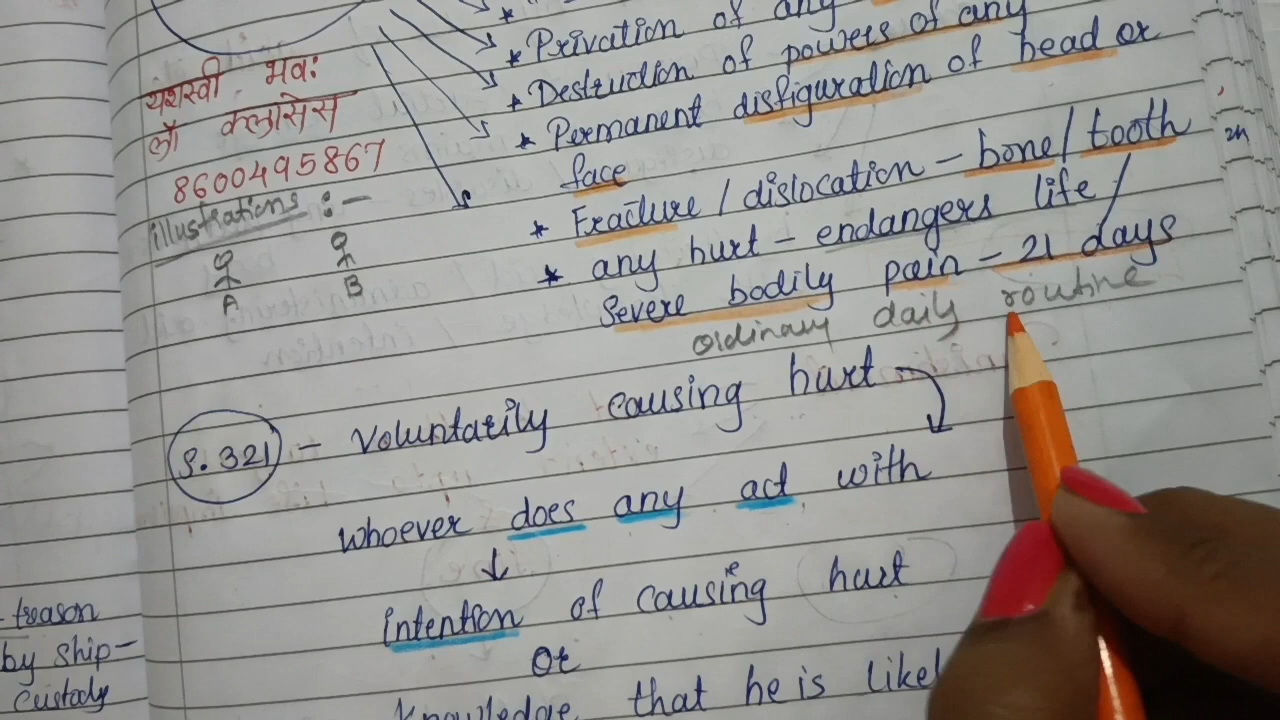 * Privation of any
* Destruction of powers of any
* Permanent disfiguration of head or
face
* Fracture / dislocation - bone / tooth
* any hurt - endangers life /
Severe bodily pain - 21 days
ordinary daily routine
यशस्वी भवः
लॉ क्लासेस
8600495867
illustrations :-
A B
S. 321 - Voluntarily causing hurt
whoever does any act with
intention of causing hurt
or
knowledge that he is likel
treason
by ship-
Custody